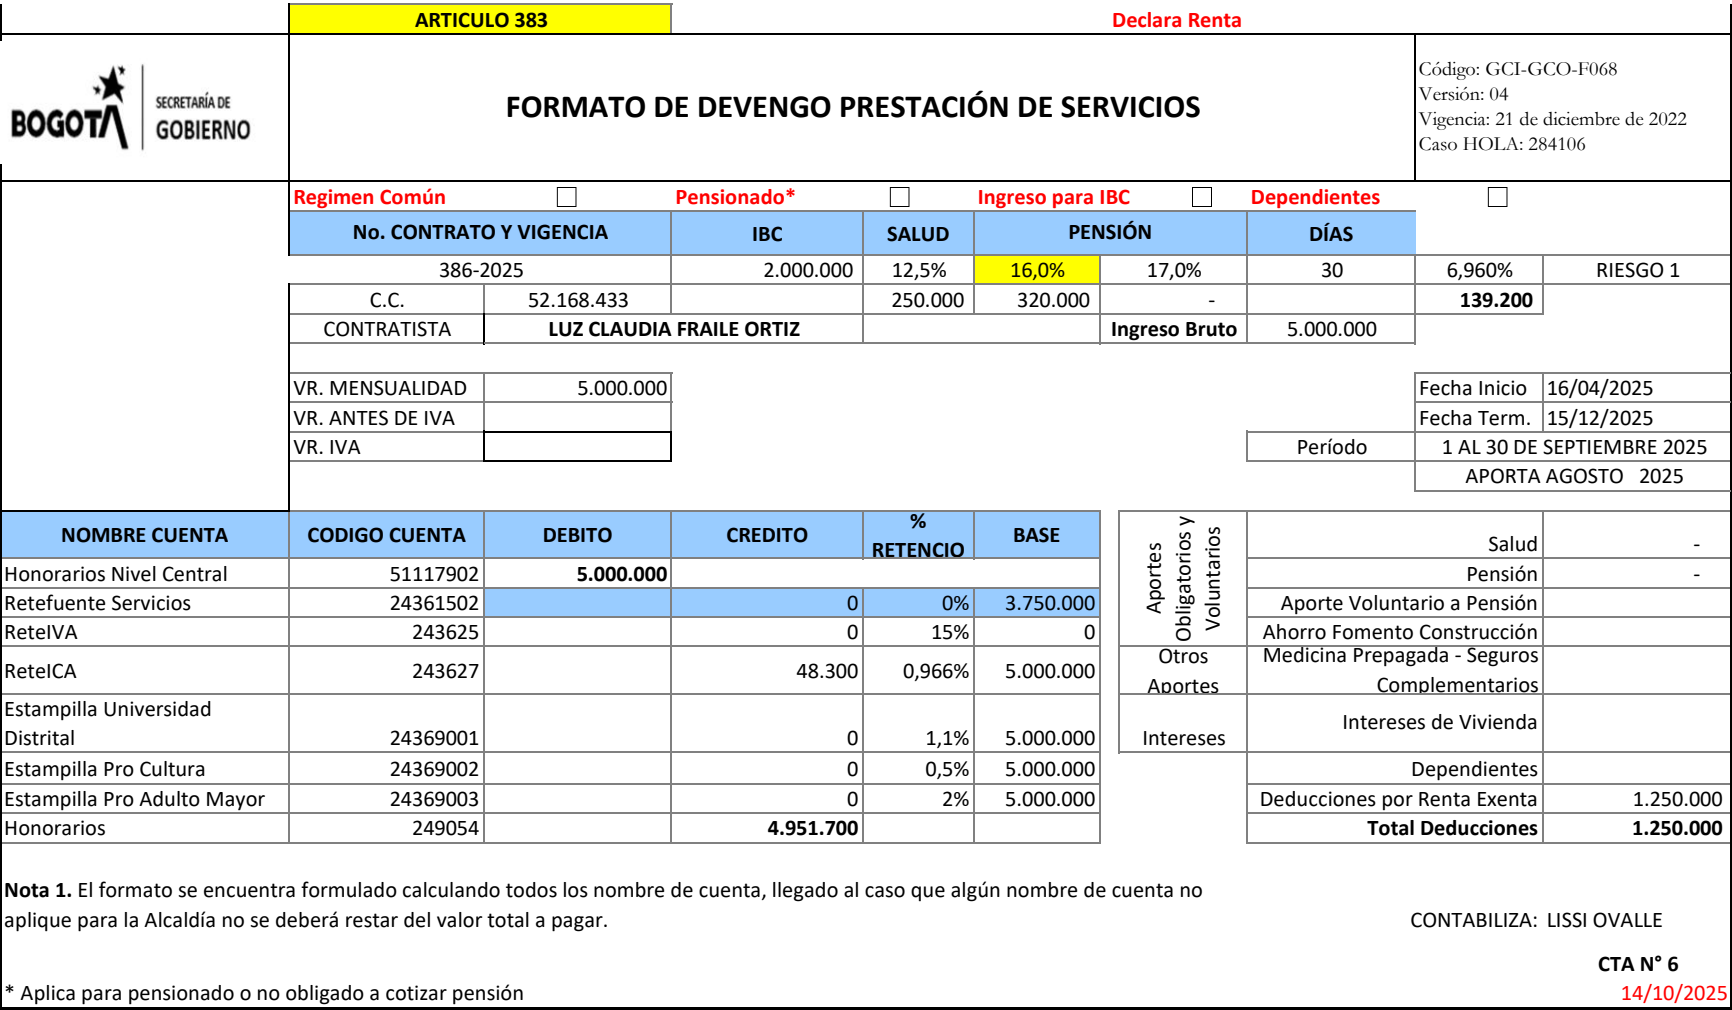 ARTICULO 383 Declara Renta
BOGOTÁ SECRETARÍA DE GOBIERNO
FORMATO DE DEVENGO PRESTACIÓN DE SERVICIOS
Código: GCI-GCO-F068
Versión: 04
Vigencia: 21 de diciembre de 2022
Caso HOLA: 284106
Regimen Común Pensionado* Ingreso para IBC Dependientes
No. CONTRATO Y VIGENCIA IBC SALUD PENSIÓN DÍAS
386-2025 2.000.000 12,5% 16,0% 17,0% 30 6,960% RIESGO 1
C.C. 52.168.433 250.000 320.000 - 139.200
CONTRATISTA LUZ CLAUDIA FRAILE ORTIZ Ingreso Bruto 5.000.000
VR. MENSUALIDAD 5.000.000 Fecha Inicio 16/04/2025
VR. ANTES DE IVA Fecha Term. 15/12/2025
VR. IVA Período 1 AL 30 DE SEPTIEMBRE 2025
APORTA AGOSTO 2025
NOMBRE CUENTA CODIGO CUENTA DEBITO CREDITO % RETENCIO BASE
Aportes Obligatorios y Voluntarios
Salud -
Honorarios Nivel Central 51117902 5.000.000 Pensión -
Retefuente Servicios 24361502 0 0% 3.750.000 Aporte Voluntario a Pensión
ReteIVA 243625 0 15% 0 Ahorro Fomento Construcción
ReteICA 243627 48.300 0,966% 5.000.000 Otros Aportes Medicina Prepagada - Seguros Complementarios
Estampilla Universidad Distrital 24369001 0 1,1% 5.000.000 Intereses Intereses de Vivienda
Estampilla Pro Cultura 24369002 0 0,5% 5.000.000 Dependientes
Estampilla Pro Adulto Mayor 24369003 0 2% 5.000.000 Deducciones por Renta Exenta 1.250.000
Honorarios 249054 4.951.700 Total Deducciones 1.250.000
Nota 1. El formato se encuentra formulado calculando todos los nombre de cuenta, llegado al caso que algún nombre de cuenta no
aplique para la Alcaldía no se deberá restar del valor total a pagar. CONTABILIZA: LISSI OVALLE
CTA N° 6
* Aplica para pensionado o no obligado a cotizar pensión 14/10/2025